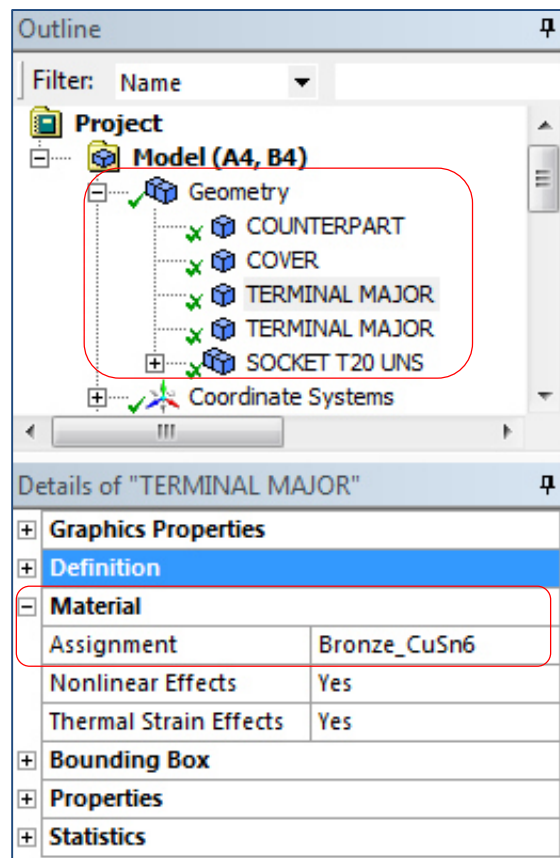 Outline
Filter: Name
Project
Model (A4, B4)
Geometry
COUNTERPART
COVER
TERMINAL MAJOR
TERMINAL MAJOR
SOCKET T20 UNS
Coordinate Systems
Details of "TERMINAL MAJOR"
Graphics Properties
Definition
Material
Assignment Bronze_CuSn6
Nonlinear Effects Yes
Thermal Strain Effects Yes
Bounding Box
Properties
Statistics